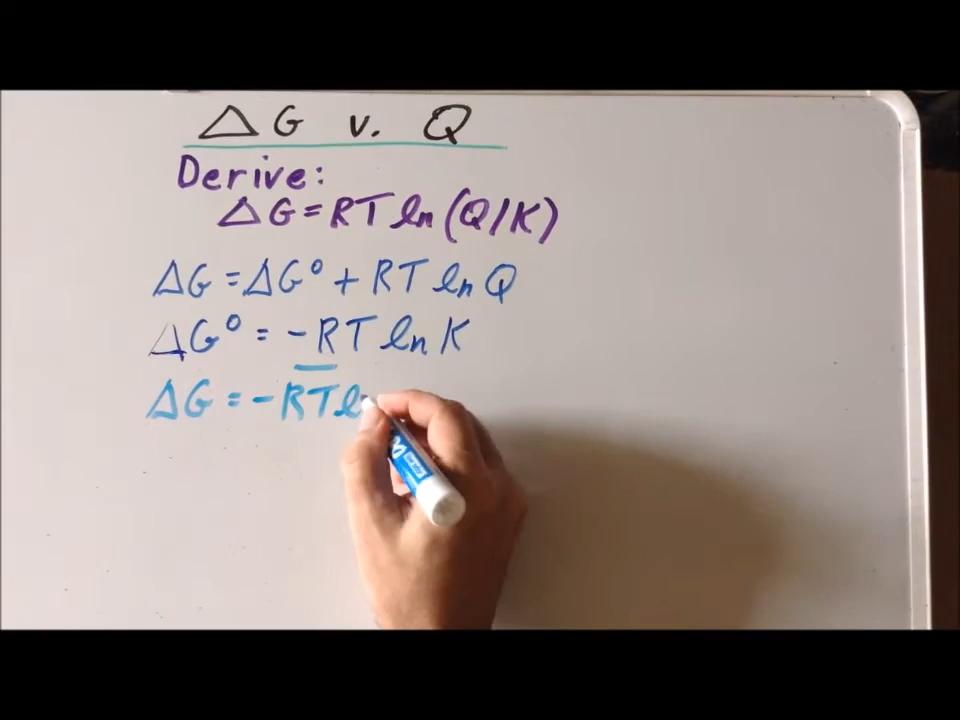 ΔG v. Q
Derive:
ΔG = RT ln (Q/K)
ΔG = ΔG° + RT ln Q
ΔG° = -RT ln K
ΔG = -RT l